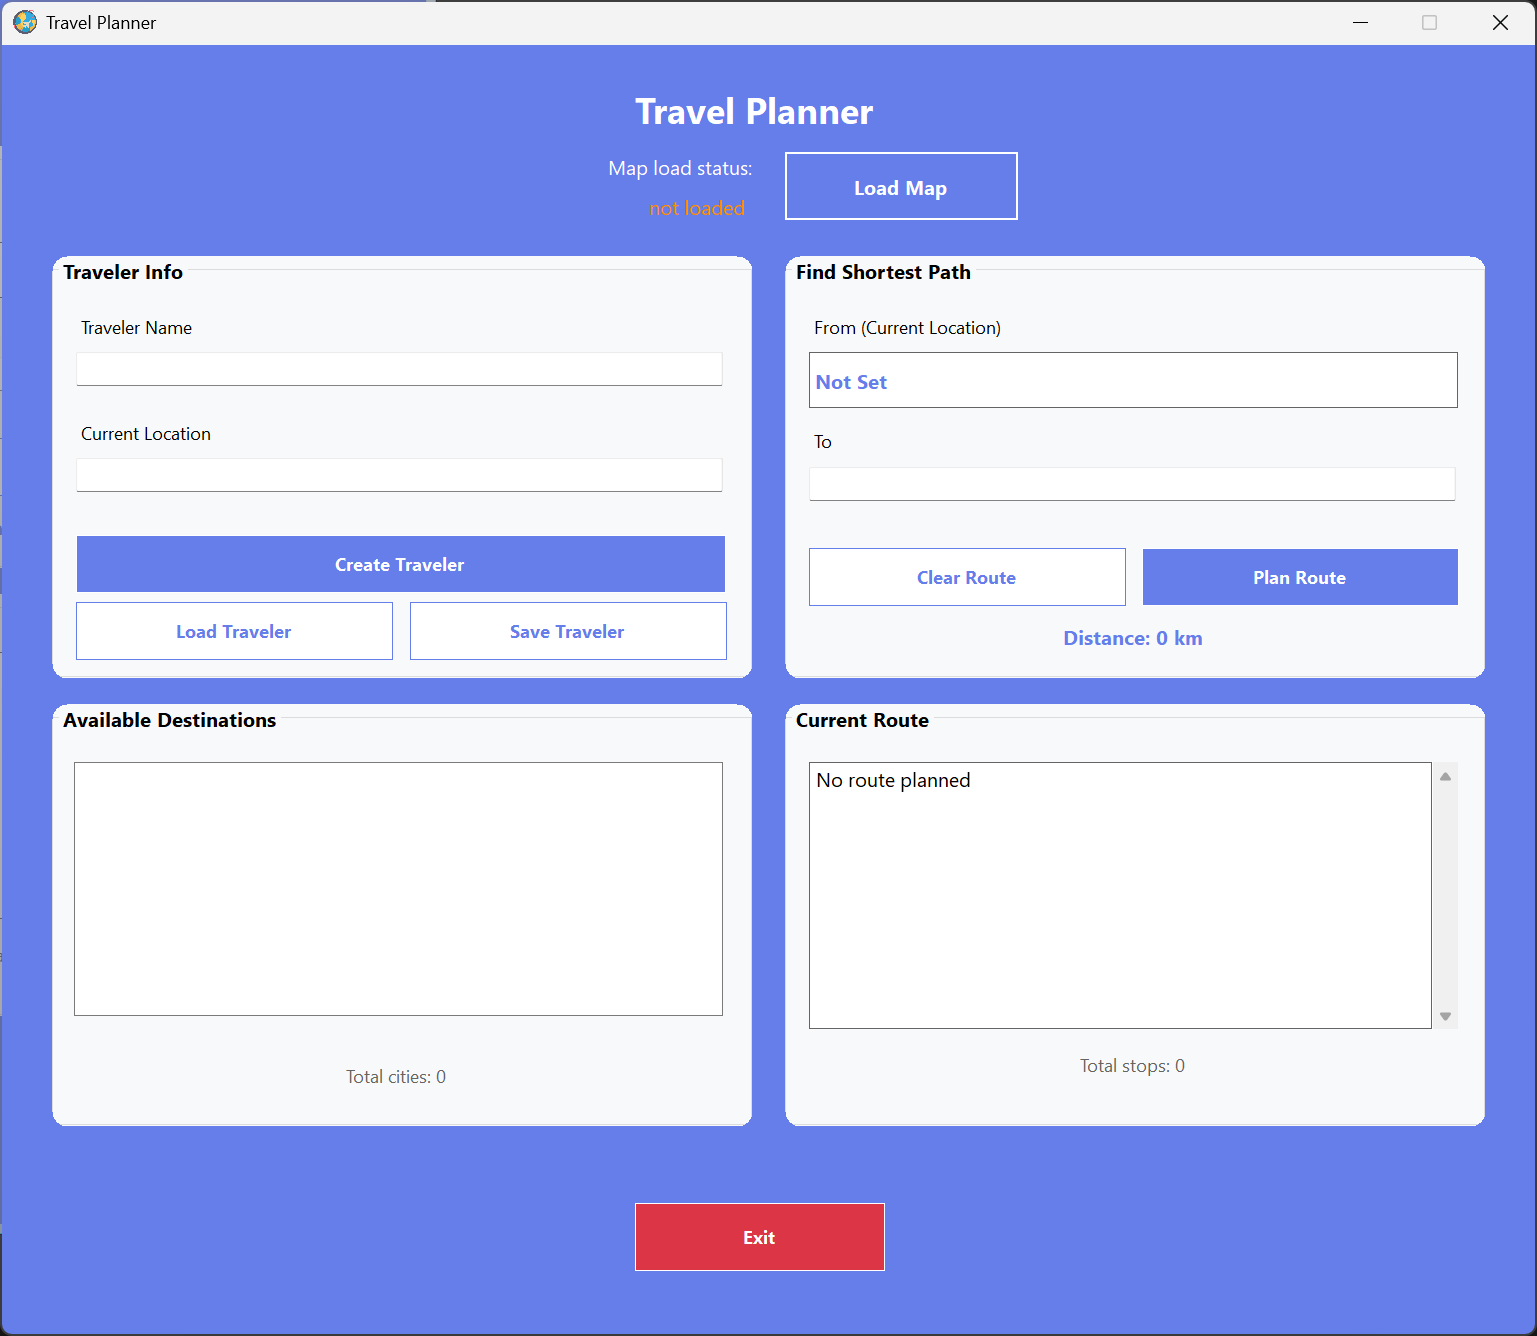 Travel Planner
Travel Planner
Map load status:
not loaded
Load Map
Traveler Info
Traveler Name
Current Location
Create Traveler
Load Traveler
Save Traveler
Find Shortest Path
From (Current Location)
Not Set
To
Clear Route
Plan Route
Distance: 0 km
Available Destinations
Total cities: 0
Current Route
No route planned
Total stops: 0
Exit